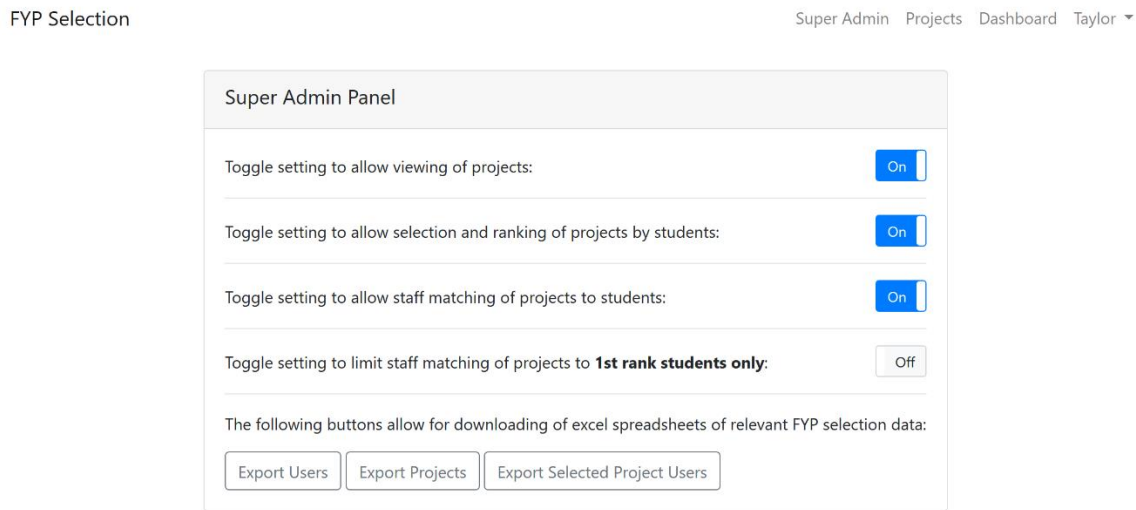 FYP Selection Super Admin Projects Dashboard Taylor
Super Admin Panel
Toggle setting to allow viewing of projects: On
Toggle setting to allow selection and ranking of projects by students: On
Toggle setting to allow staff matching of projects to students: On
Toggle setting to limit staff matching of projects to 1st rank students only: Off
The following buttons allow for downloading of excel spreadsheets of relevant FYP selection data:
Export Users Export Projects Export Selected Project Users